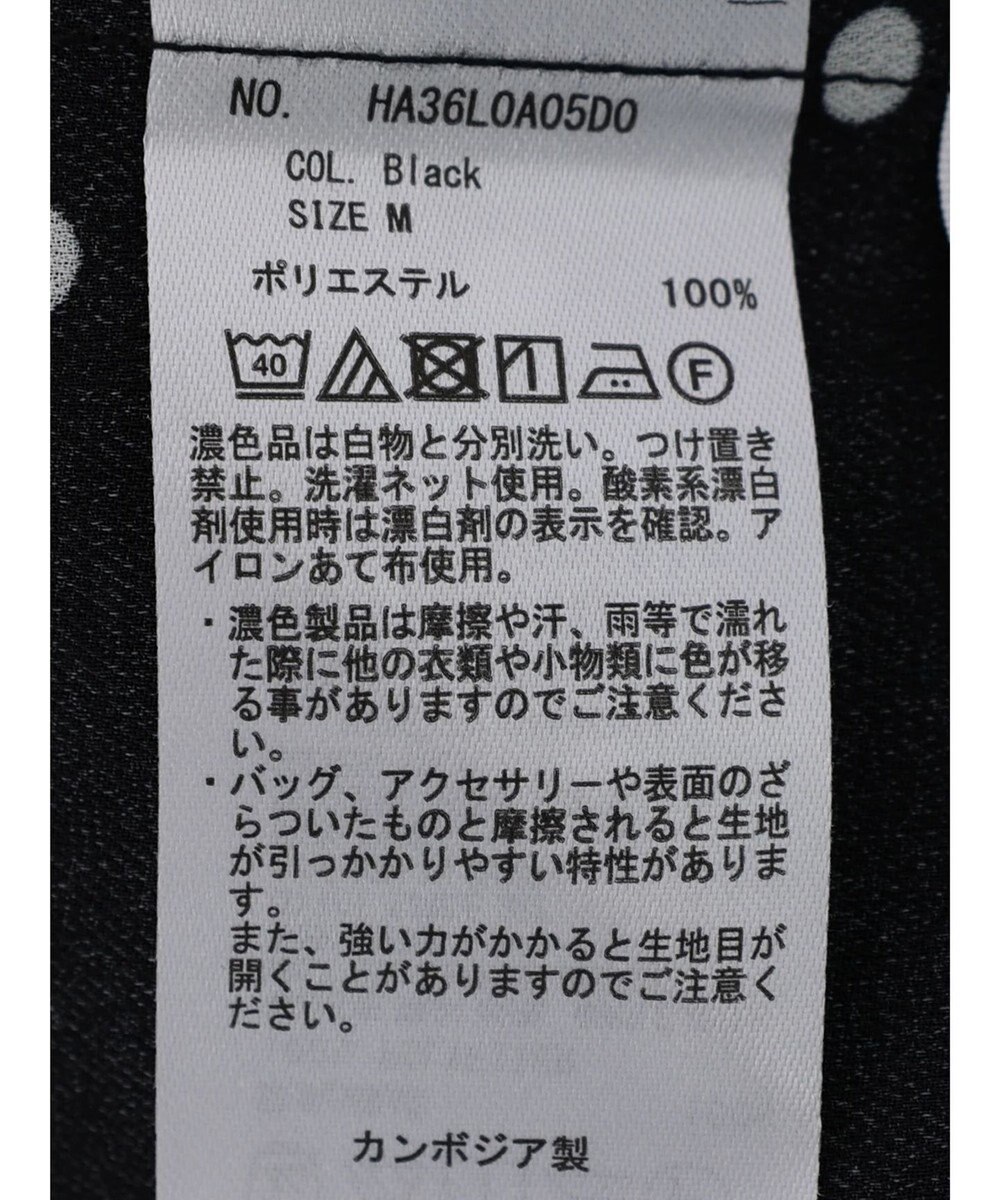 NO. HA36L0A05D0
COL. Black
SIZE M
ポリエステル 100%
40 F
濃色品は白物と分別洗い。つけ置き
禁止。洗濯ネット使用。酸素系漂白
剤使用時は漂白剤の表示を確認。ア
イロンあて布使用。
・濃色製品は摩擦や汗、雨等で濡れ
た際に他の衣類や小物類に色が移
る事がありますのでご注意くださ
い。
・バッグ、アクセサリーや表面のざ
らついたものと摩擦されると生地
が引っかかりやすい特性がありま
す。
また、強い力がかかると生地目が
開くことがありますのでご注意く
ださい。
カンボジア製